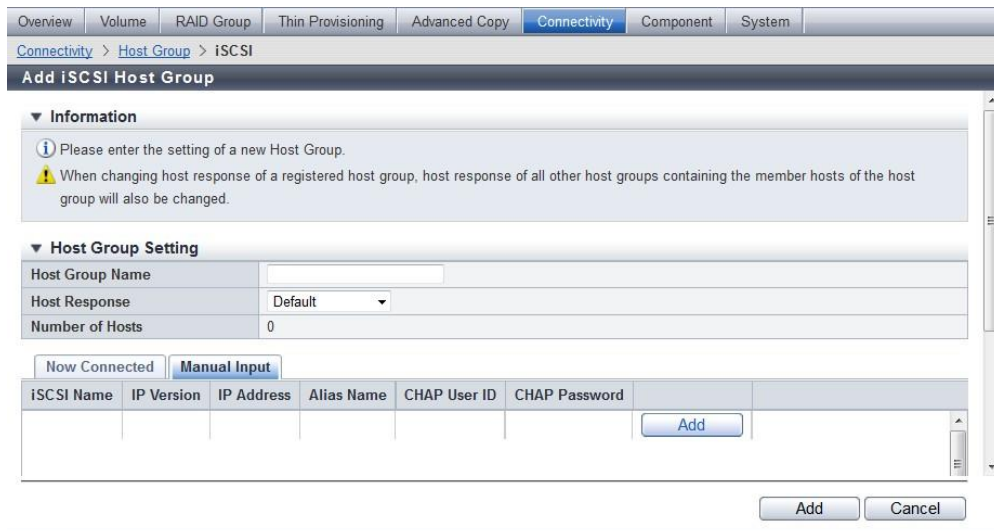 Overview Volume RAID Group Thin Provisioning Advanced Copy Connectivity Component System
Connectivity > Host Group > iSCSI
Add iSCSI Host Group
Information
Please enter the setting of a new Host Group.
When changing host response of a registered host group, host response of all other host groups containing the member hosts of the host
group will also be changed.
Host Group Setting
Host Group Name
Host Response Default
Number of Hosts 0
Now Connected Manual Input
iSCSI Name IP Version IP Address Alias Name CHAP User ID CHAP Password
Add
Add Cancel